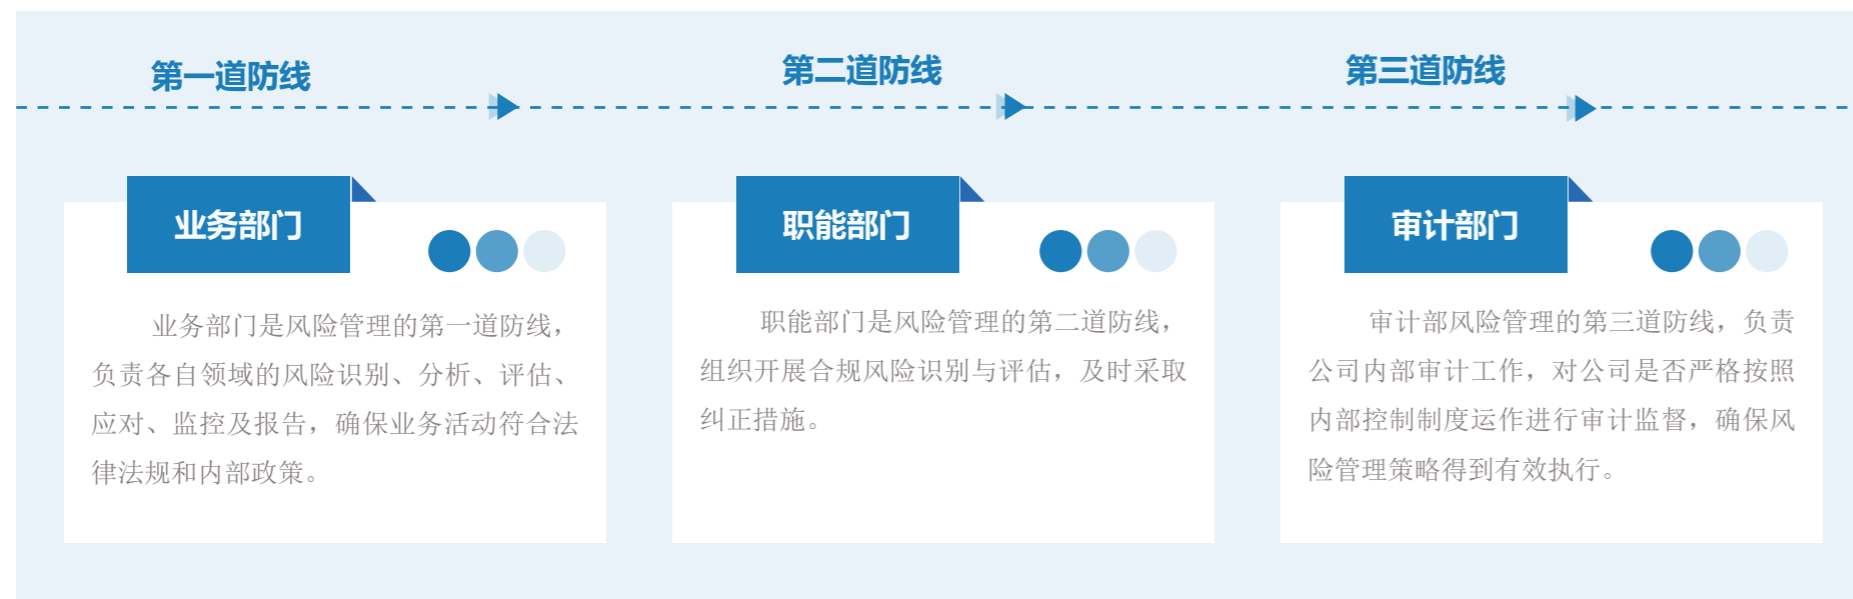 第一道防线
第二道防线
第三道防线
业务部门
业务部门是风险管理的第一道防线，
负责各自领域的风险识别、分析、评估、
应对、监控及报告，确保业务活动符合法
律法规和内部政策。
职能部门
职能部门是风险管理的第二道防线，
组织开展合规风险识别与评估，及时采取
纠正措施。
审计部门
审计部风险管理的第三道防线，负责
公司内部审计工作，对公司是否严格按照
内部控制制度运作进行审计监督，确保风
险管理策略得到有效执行。